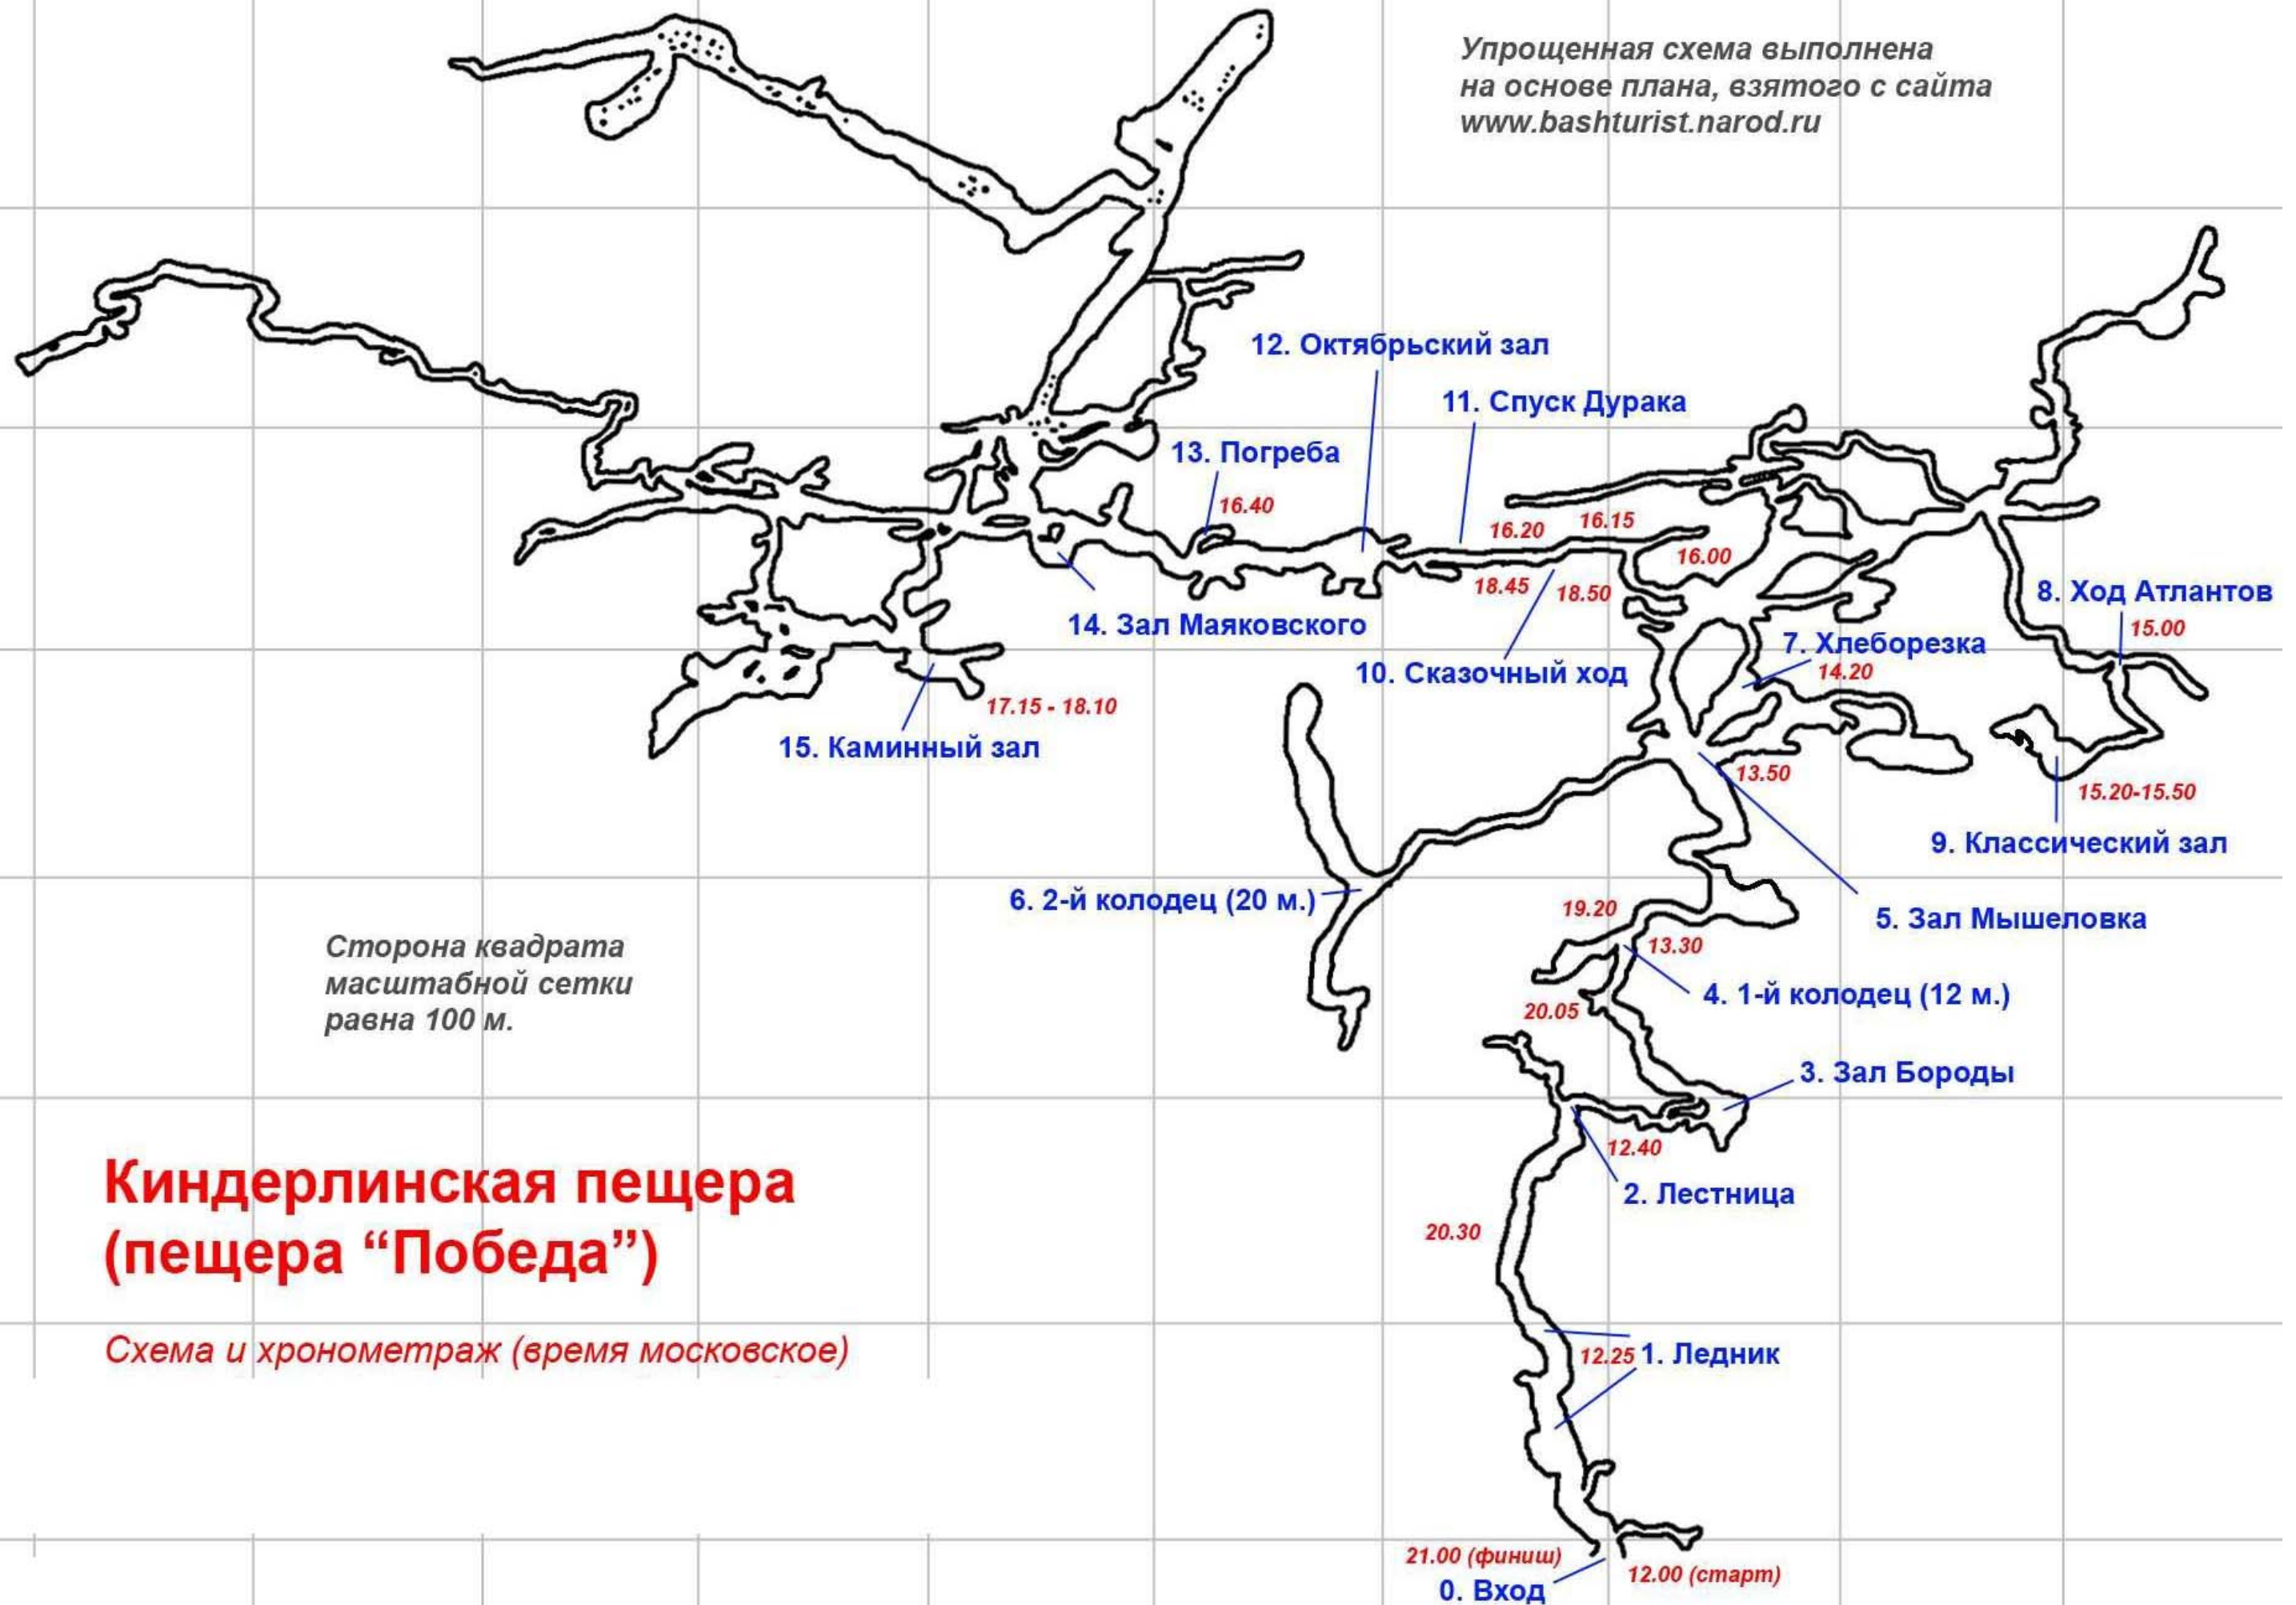 Упрощенная схема выполнена
на основе плана, взятого с сайта
www.bashturist.narod.ru
12. Октябрьский зал
11. Спуск Дурака
13. Погреба
16.40
16.20
16.15
16.00
18.45
18.50
8. Ход Атлантов
15.00
14. Зал Маяковского
7. Хлеборезка
14.20
10. Сказочный ход
17.15 - 18.10
15. Каминный зал
13.50
15.20-15.50
9. Классический зал
6. 2-й колодец (20 м.)
19.20
5. Зал Мышеловка
13.30
Сторона квадрата
масштабной сетки
равна 100 м.
4. 1-й колодец (12 м.)
20.05
3. Зал Бороды
12.40
2. Лестница
Киндерлинская пещера
(пещера “Победа”)
20.30
Схема и хронометраж (время московское)
12.25
1. Ледник
21.00 (финиш)
12.00 (старт)
0. Вход